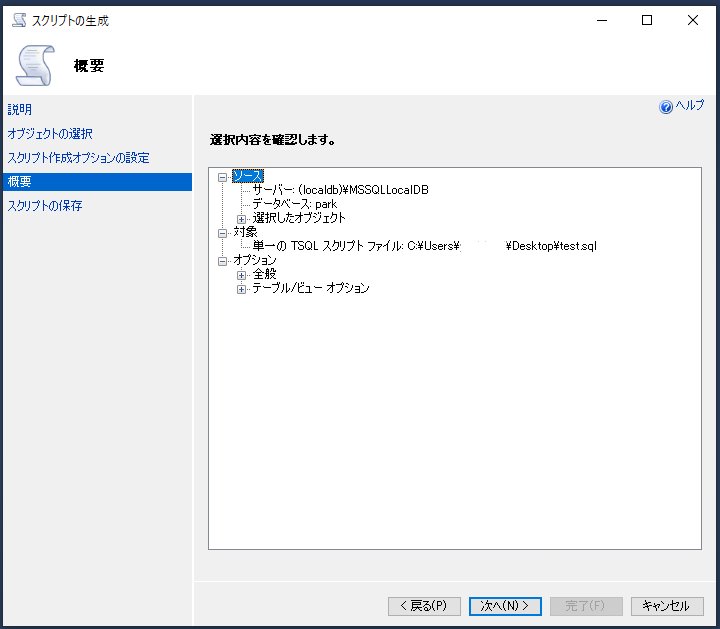 スクリプトの生成
概要
説明
オブジェクトの選択
スクリプト作成オプションの設定
概要
スクリプトの保存
ヘルプ
選択内容を確認します。
ソース
サーバー: (localdb)¥MSSQLLocalDB
データベース: park
選択したオブジェクト
対象
単一の TSQL スクリプト ファイル: C:¥Users¥ ¥Desktop¥test.sql
オプション
全般
テーブル/ビュー オプション
< 戻る(P)
次へ(N) >
完了(F)
キャンセル